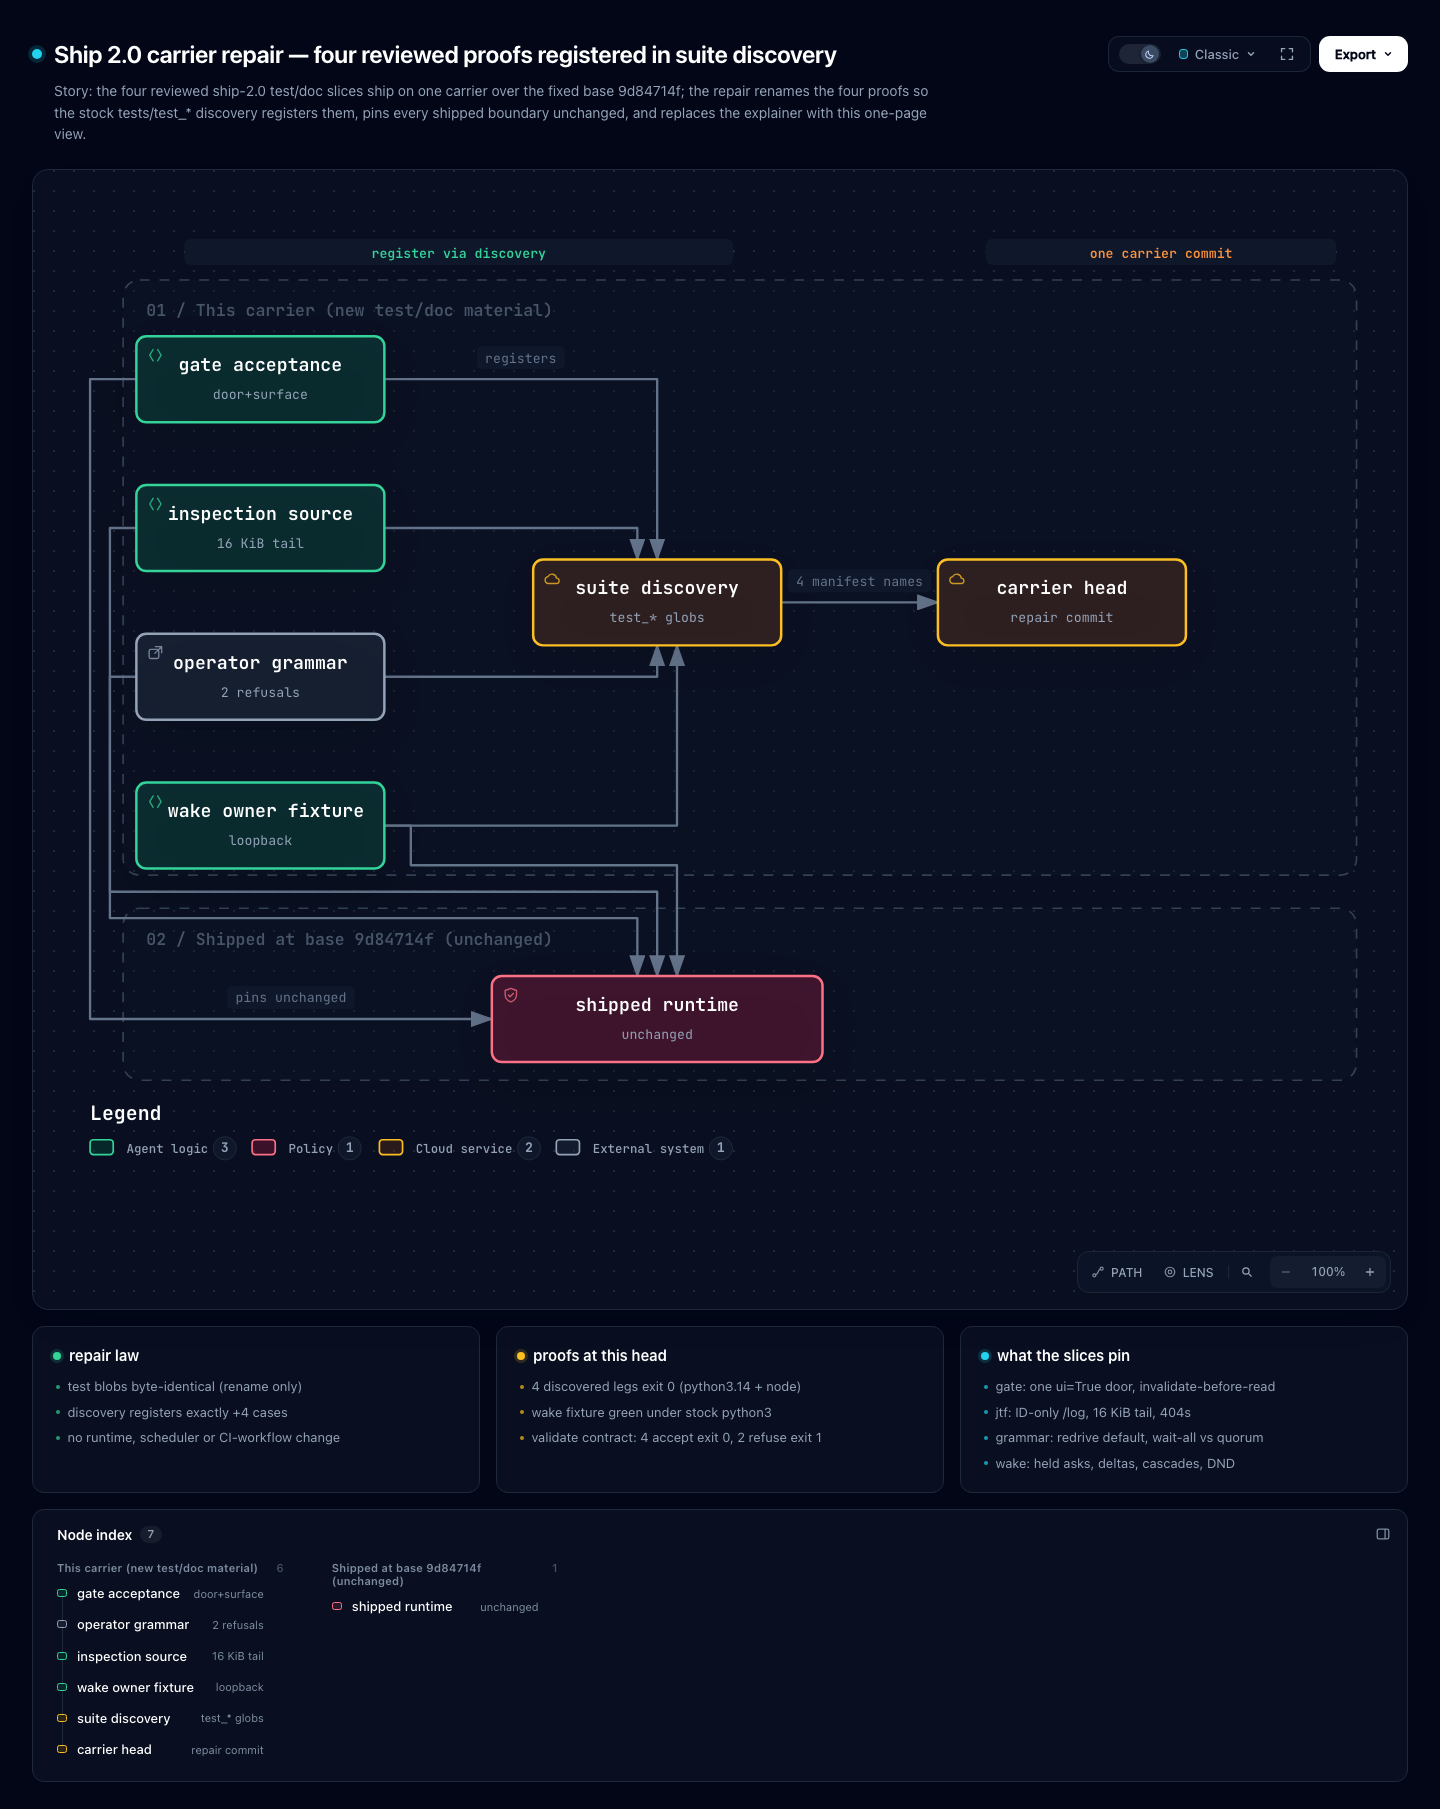 Ship 2.0 carrier repair — four reviewed proofs registered in suite discovery
Classic
Export
Story: the four reviewed ship-2.0 test/doc slices ship on one carrier over the fixed base 9d84714f; the repair renames the four proofs so
the stock tests/test_* discovery registers them, pins every shipped boundary unchanged, and replaces the explainer with this one-page
view.
register via discovery
one carrier commit
01 / This carrier (new test/doc material)
gate acceptance
door+surface
registers
inspection source
16 KiB tail
suite discovery
test_* globs
4 manifest names
carrier head
repair commit
operator grammar
2 refusals
wake owner fixture
loopback
02 / Shipped at base 9d84714f (unchanged)
pins unchanged
shipped runtime
unchanged
Legend
Agent logic 3
Policy 1
Cloud service 2
External system 1
PATH
LENS
100%
repair law
test blobs byte-identical (rename only)
discovery registers exactly +4 cases
no runtime, scheduler or CI-workflow change
proofs at this head
4 discovered legs exit 0 (python3.14 + node)
wake fixture green under stock python3
validate contract: 4 accept exit 0, 2 refuse exit 1
what the slices pin
gate: one ui=True door, invalidate-before-read
jtf: ID-only /log, 16 KiB tail, 404s
grammar: redrive default, wait-all vs quorum
wake: held asks, deltas, cascades, DND
Node index 7
This carrier (new test/doc material) 6
gate acceptance door+surface
operator grammar 2 refusals
inspection source 16 KiB tail
wake owner fixture loopback
suite discovery test_* globs
carrier head repair commit
Shipped at base 9d84714f 1
(unchanged)
shipped runtime unchanged